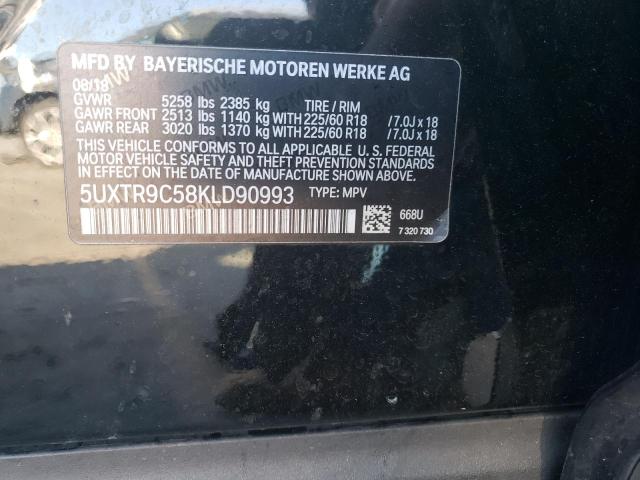 MFD BY BAYERISCHE MOTOREN WERKE AG
08/18
GVWR 5258 lbs 2385 kg TIRE / RIM
GAWR FRONT 2513 lbs 1140 kg WITH 225/60 R18 /7.0J x 18
GAWR REAR 3020 lbs 1370 kg WITH 225/60 R18 /7.0J x 18
THIS VEHICLE CONFORMS TO ALL APPLICABLE U. S. FEDERAL
MOTOR VEHICLE SAFETY AND THEFT PREVENTION STANDARDS
IN EFFECT ON THE DATE OF MANUFACTURE SHOWN ABOVE.
5UXTR9C58KLD90993 TYPE: MPV
668U
7 320 730